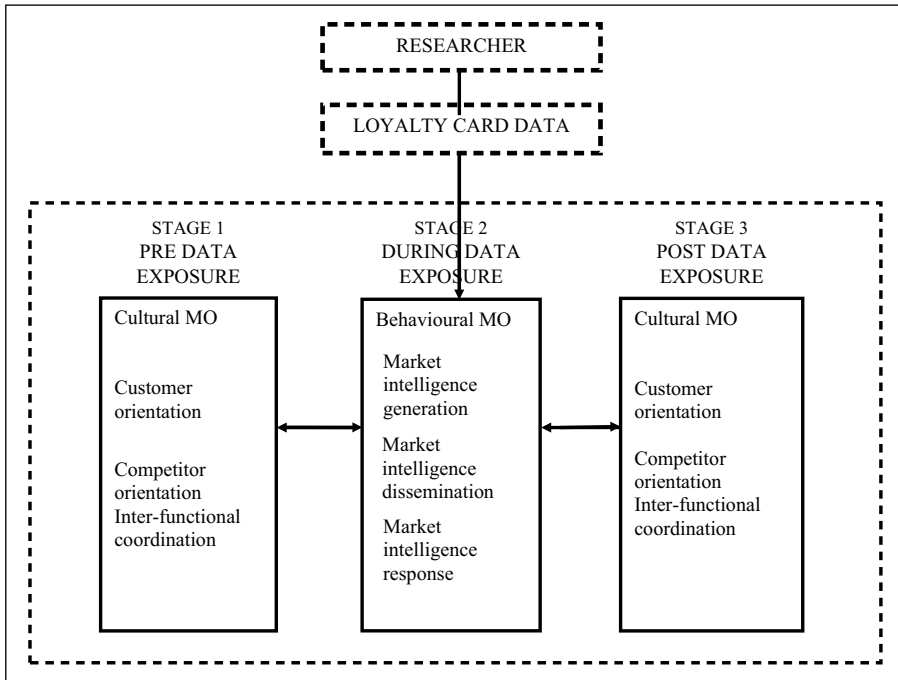 RESEARCHER
LOYALTY CARD DATA
STAGE 1
PRE DATA
EXPOSURE
STAGE 2
DURING DATA
EXPOSURE
STAGE 3
POST DATA
EXPOSURE
Cultural MO
Customer
orientation
Competitor
orientation
Inter-functional
coordination
Behavioural MO
Market
intelligence
generation
Market
intelligence
dissemination
Market
intelligence
response
Cultural MO
Customer
orientation
Competitor
orientation
Inter-functional
coordination